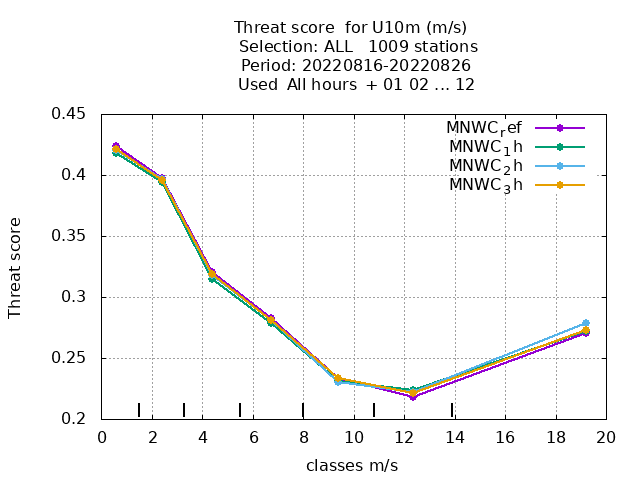 Threat score  for U10m (m/s)
Selection: ALL   1009 stations
Period: 20220816-20220826
Used  All hours  + 01 02 ... 12
MNWC_ref
MNWC_1h
MNWC_2h
MNWC_3h
Threat score
0.45
0.4
0.35
0.3
0.25
0.2
0 2 4 6 8 10 12 14 16 18 20
classes m/s